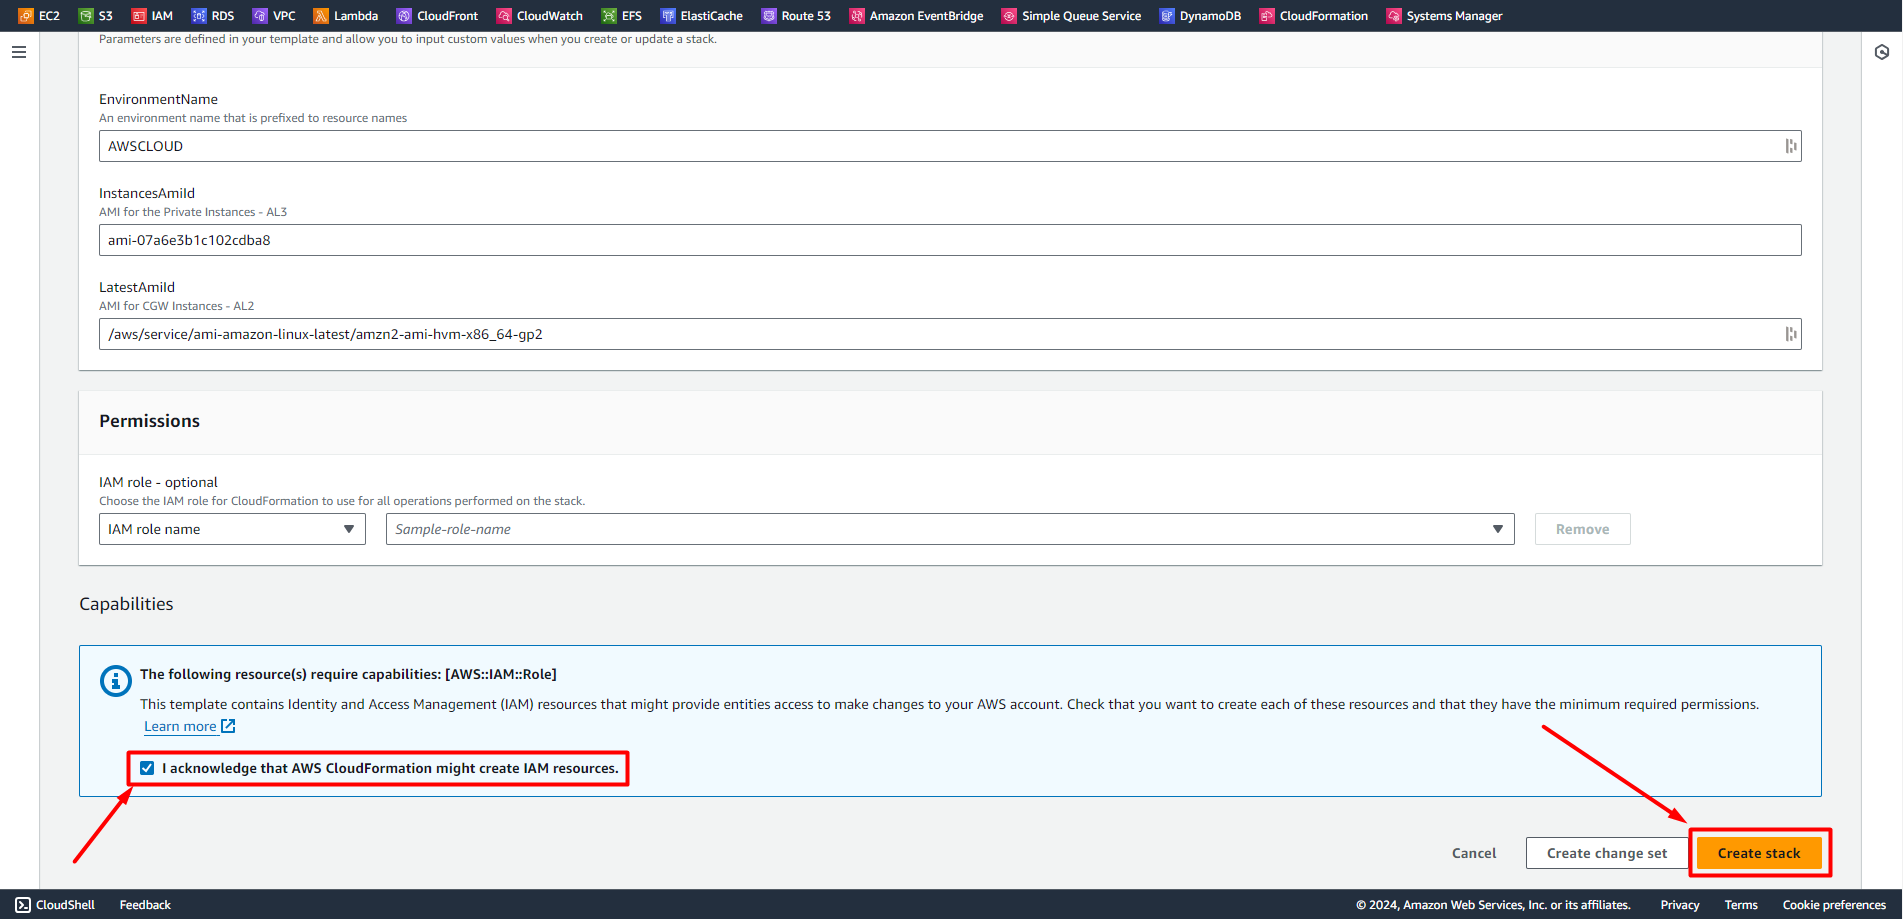 EC2 S3 IAM RDS VPC Lambda CloudFront CloudWatch EFS ElastiCache Route 53 Amazon EventBridge Simple Queue Service DynamoDB CloudFormation Systems Manager
Parameters are defined in your template and allow you to input custom values when you create or update a stack.
EnvironmentName
An environment name that is prefixed to resource names
AWSCLOUD
InstancesAmiId
AMI for the Private Instances - AL3
ami-07a6e3b1c102cdba8
LatestAmiId
AMI for CGW Instances - AL2
/aws/service/ami-amazon-linux-latest/amzn2-ami-hvm-x86_64-gp2
Permissions
IAM role - optional
Choose the IAM role for CloudFormation to use for all operations performed on the stack.
IAM role name Sample-role-name Remove
Capabilities
The following resource(s) require capabilities: [AWS::IAM::Role]
This template contains Identity and Access Management (IAM) resources that might provide entities access to make changes to your AWS account. Check that you want to create each of these resources and that they have the minimum required permissions.
Learn more
I acknowledge that AWS CloudFormation might create IAM resources.
Cancel Create change set Create stack
CloudShell Feedback © 2024, Amazon Web Services, Inc. or its affiliates. Privacy Terms Cookie preferences